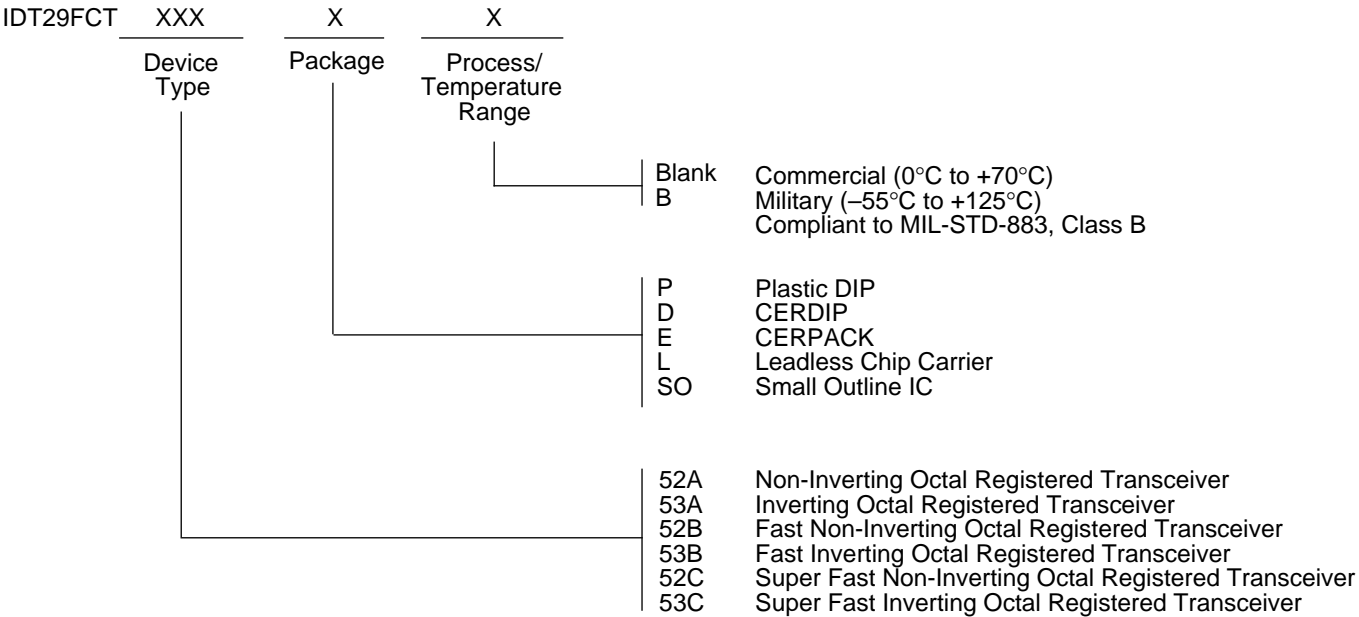 IDT29FCT XXX X X
Device Type
Package
Process/
Temperature
Range
Blank Commercial (0°C to +70°C)
B Military (–55°C to +125°C)
Compliant to MIL-STD-883, Class B
P Plastic DIP
D CERDIP
E CERPACK
L Leadless Chip Carrier
SO Small Outline IC
52A Non-Inverting Octal Registered Transceiver
53A Inverting Octal Registered Transceiver
52B Fast Non-Inverting Octal Registered Transceiver
53B Fast Inverting Octal Registered Transceiver
52C Super Fast Non-Inverting Octal Registered Transceiver
53C Super Fast Inverting Octal Registered Transceiver